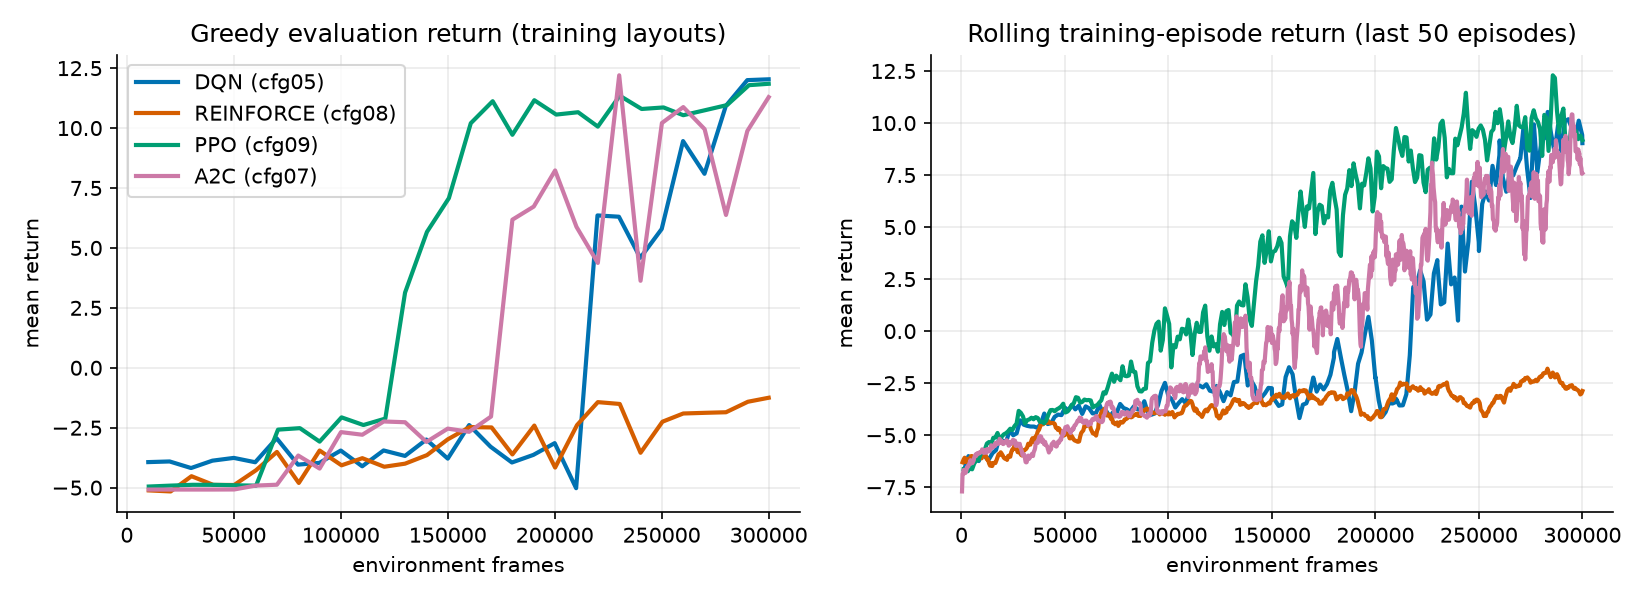 Greedy evaluation return (training layouts)
12.5
10.0
7.5
5.0
2.5
0.0
−2.5
−5.0
mean return
DQN (cfg05)
REINFORCE (cfg08)
PPO (cfg09)
A2C (cfg07)
0 50000 100000 150000 200000 250000 300000
environment frames
Rolling training-episode return (last 50 episodes)
12.5
10.0
7.5
5.0
2.5
0.0
−2.5
−5.0
−7.5
mean return
0 50000 100000 150000 200000 250000 300000
environment frames